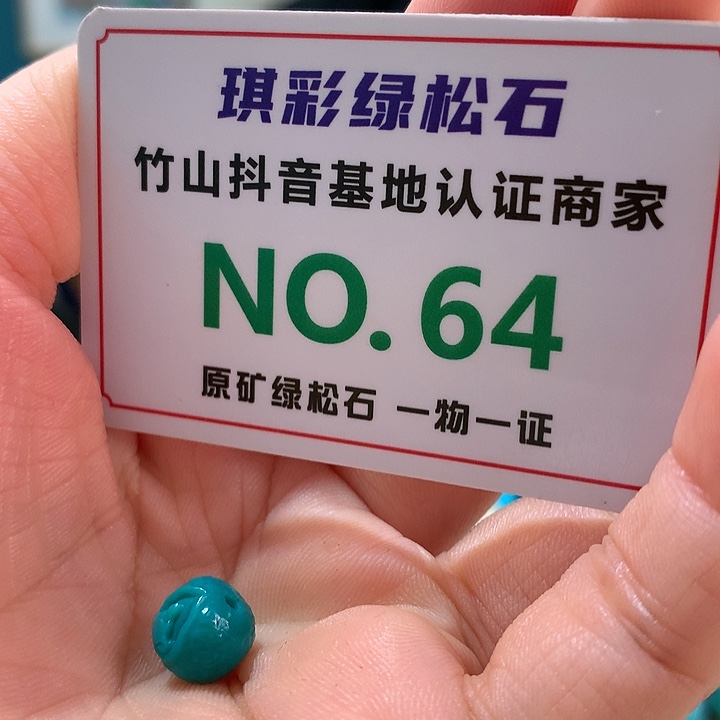 琪彩绿松石
竹山抖音基地认证商家
NO.64
原矿绿松石 一物一证